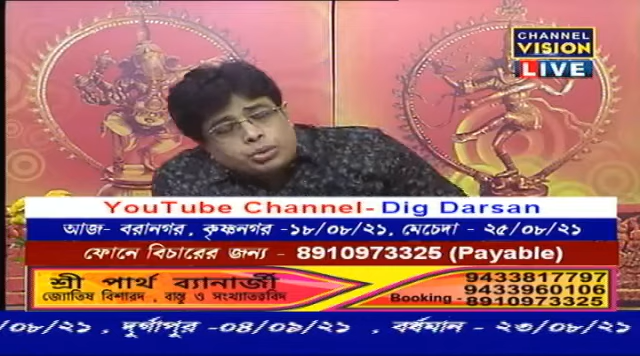 CHANNEL
VISION
LIVE
YouTube Channel- Dig Darsan
আজ- বরানগর, কৃষ্ণনগর -১৮/০৮/২১, মেচেদা - ২৫/০৮/২১
ফোনে বিচারের জন্য - 8910973325 (Payable)
শ্রী পার্থ ব্যানার্জী
জ্যোতিষ বিশারদ , বাস্তু ও সংখ্যাতত্ত্ববিদ
9433817797
9433960106
Booking - 8910973325
/০৮/২১ , দুর্গাপুর -০৪/০৯/২১ , বর্ধমান - ২৩/০৮/২১